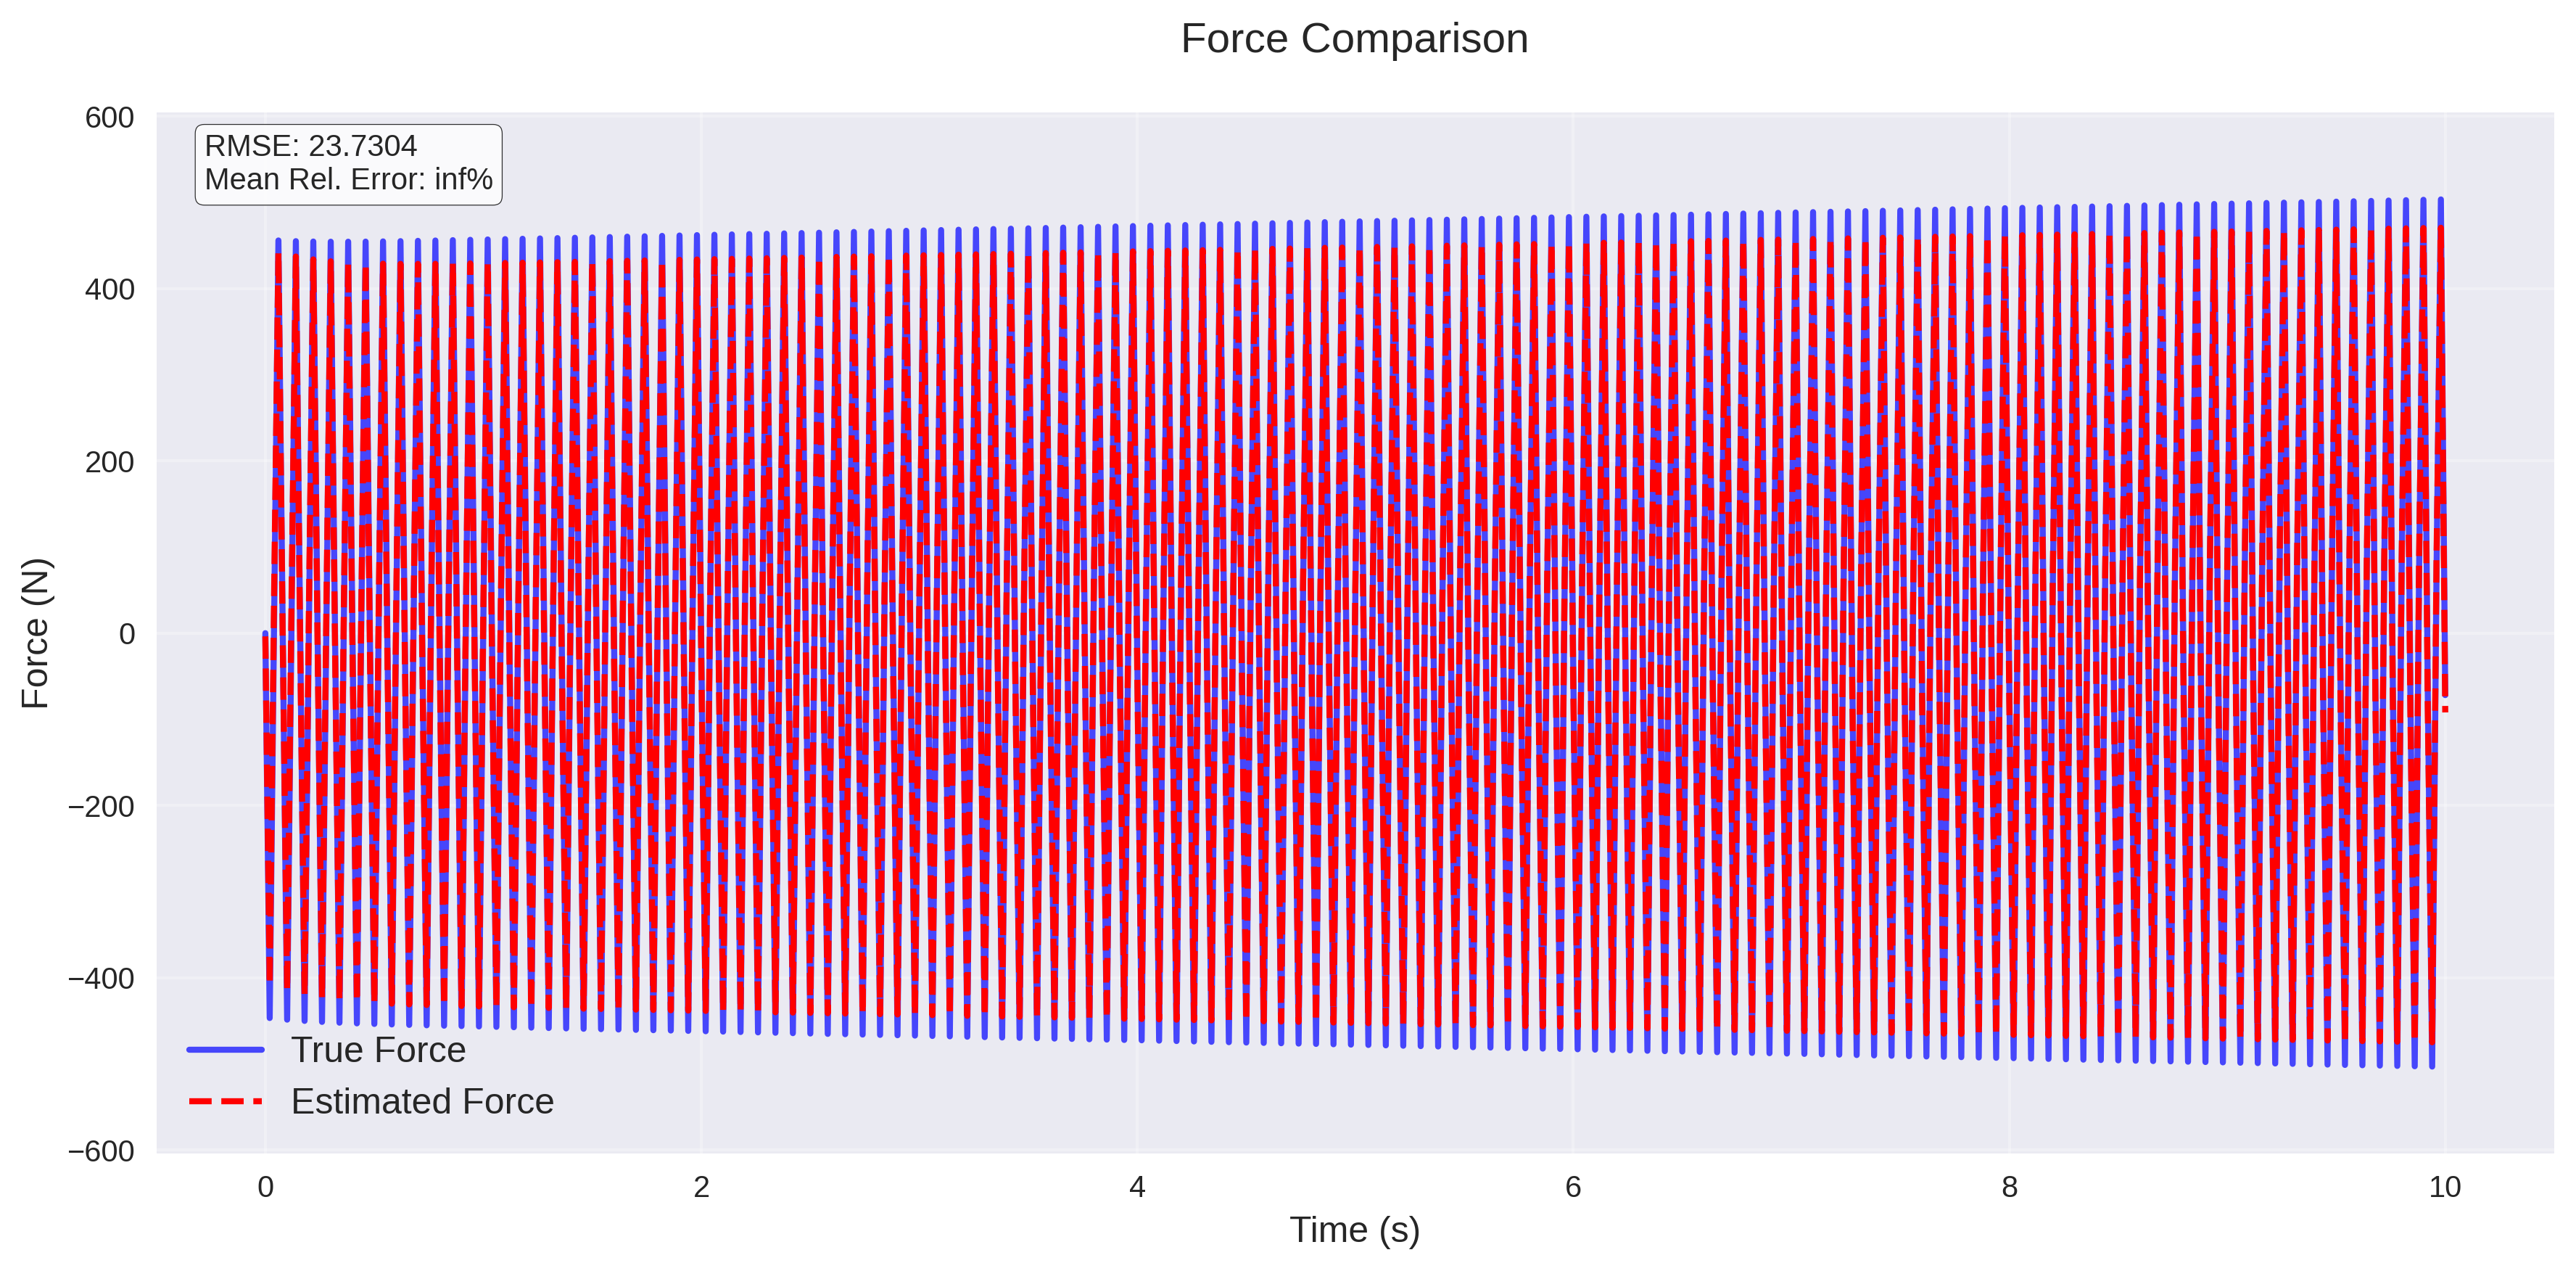 Force Comparison
600
RMSE: 23.7304
Mean Rel. Error: inf%
400
200
0
−200
−400
−600
Force (N)
True Force
Estimated Force
0 2 4 6 8 10
Time (s)